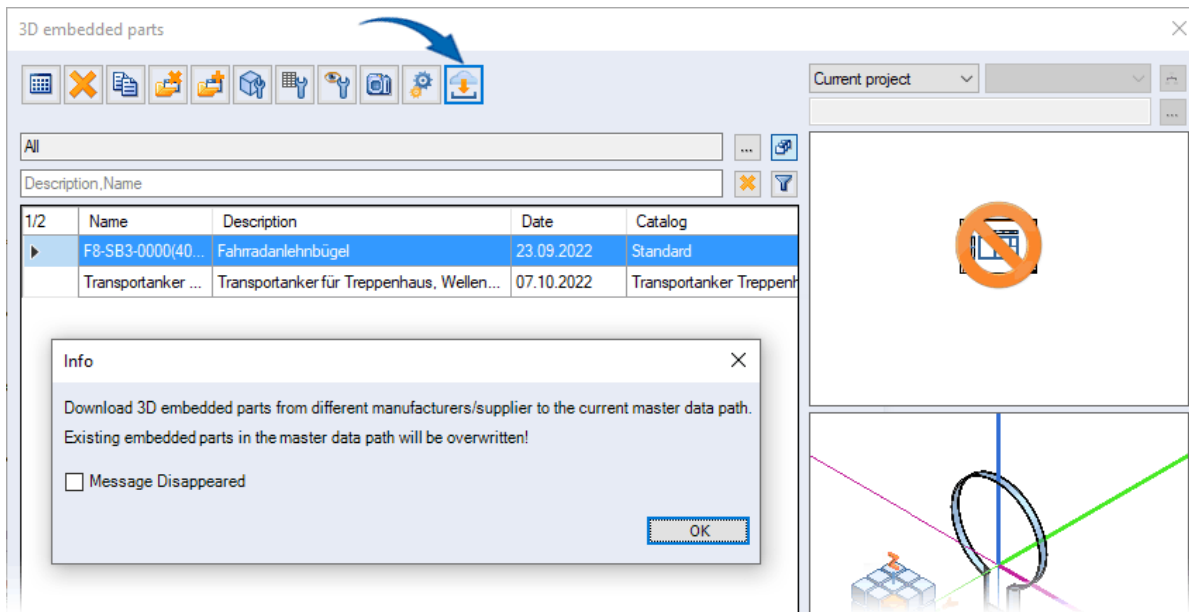 3D embedded parts
Current project
...
All
...
Description,Name
1/2 Name Description Date Catalog
F8-SB3-0000(40... Fahrradanlehnbügel 23.09.2022 Standard
Transportanker ... Transportanker für Treppenhaus, Wellen... 07.10.2022 Transportanker Treppenh
Info
Download 3D embedded parts from different manufacturers/supplier to the current master data path.
Existing embedded parts in the master data path will be overwritten!
Message Disappeared
OK